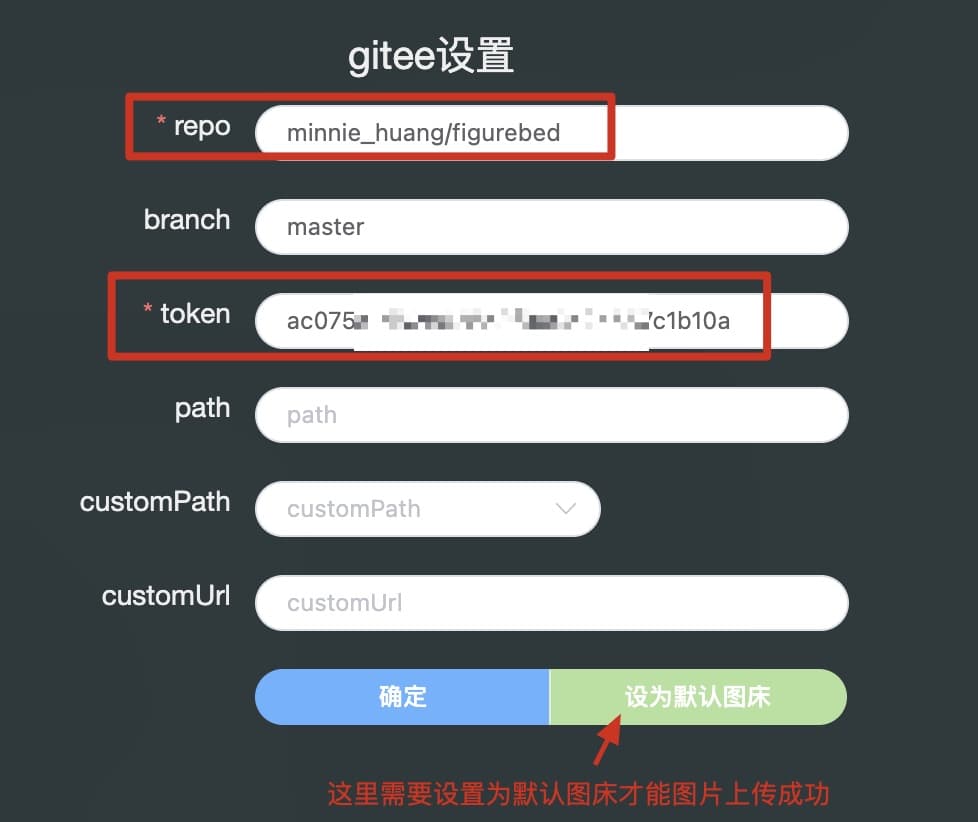 gitee设置
* repo minnie_huang/figurebed
branch master
* token ac075 c1b10a
path path
customPath customPath
customUrl customUrl
确定 设为默认图床
这里需要设置为默认图床才能图片上传成功